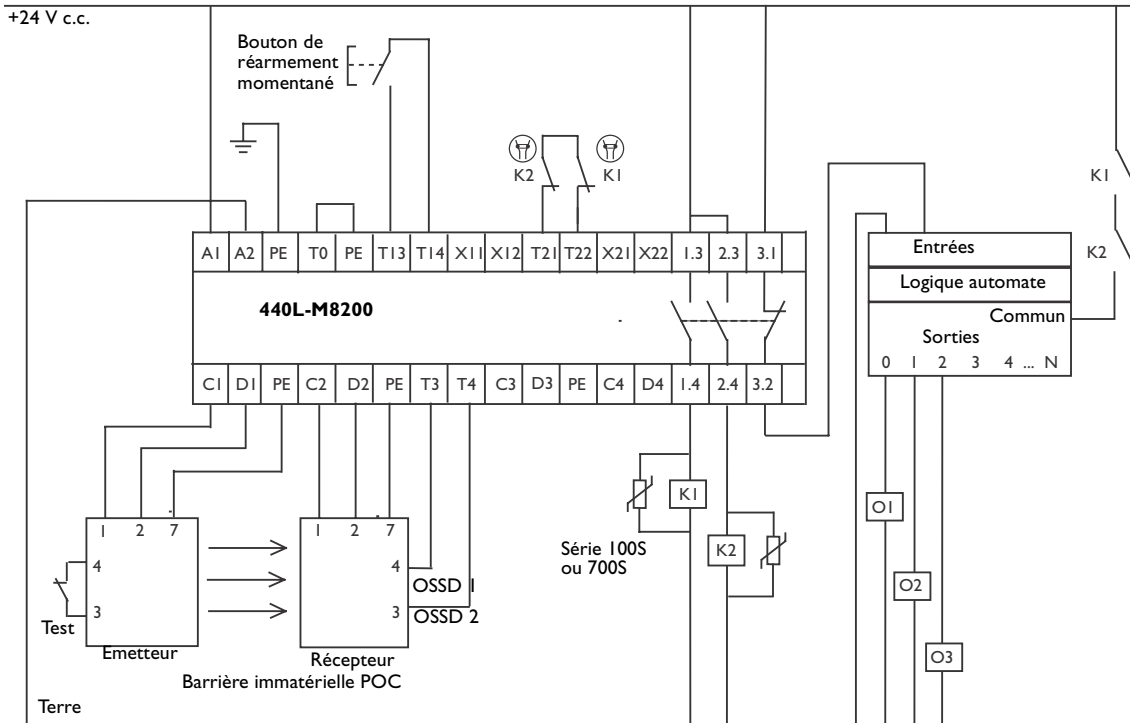 +24 V c.c.
Bouton de
réarmement
momentané
K2
K1
K1
K2
A1 A2 PE T0 PE T13 T14 X11 X12 T21 T22 X21 X22 1.3 2.3 3.1
440L-M8200
C1 D1 PE C2 D2 PE T3 T4 C3 D3 PE C4 D4 1.4 2.4 3.2
Entrées
Logique automate
Commun
Sorties
0 1 2 3 4 ... N
K1
K2
Série 100S
ou 700S
O1
O2
O3
1 2 7
4
3
Test
Emetteur
1 2 7
4
3
OSSD 1
OSSD 2
Récepteur
Barrière immatérielle POC
Terre